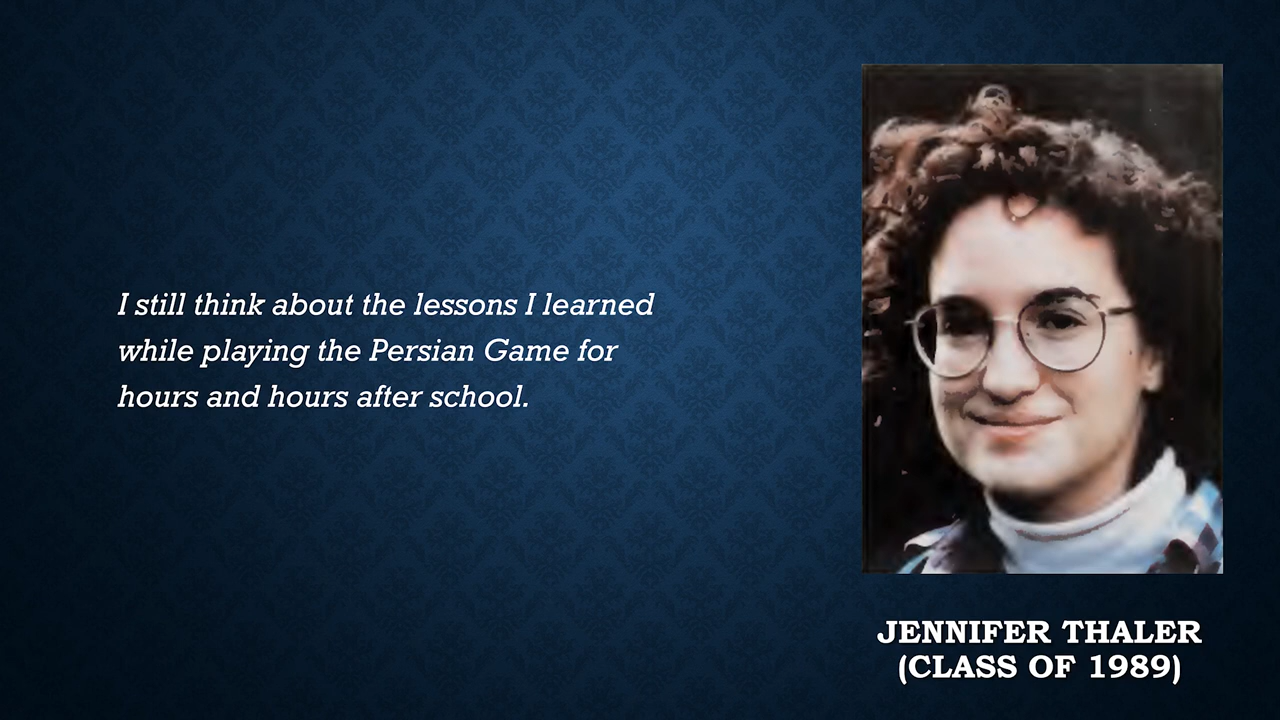 I still think about the lessons I learned
while playing the Persian Game for
hours and hours after school.
JENNIFER THALER
(CLASS OF 1989)